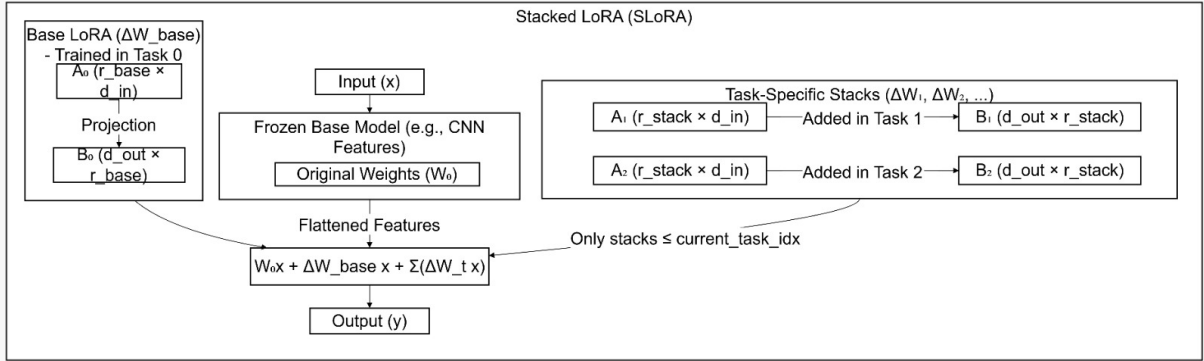 Stacked LoRA (SLoRA)
Base LoRA (ΔW_base)
- Trained in Task 0
A₀ (r_base ×
d_in)
Projection
B₀ (d_out ×
r_base)
Input (x)
Frozen Base Model (e.g., CNN
Features)
Original Weights (W₀)
Flattened Features
Task-Specific Stacks (ΔW₁, ΔW₂, ...)
A₁ (r_stack × d_in)
Added in Task 1
B₁ (d_out × r_stack)
A₂ (r_stack × d_in)
Added in Task 2
B₂ (d_out × r_stack)
Only stacks ≤ current_task_idx
W₀x + ΔW_base x + Σ(ΔW_t x)
Output (y)